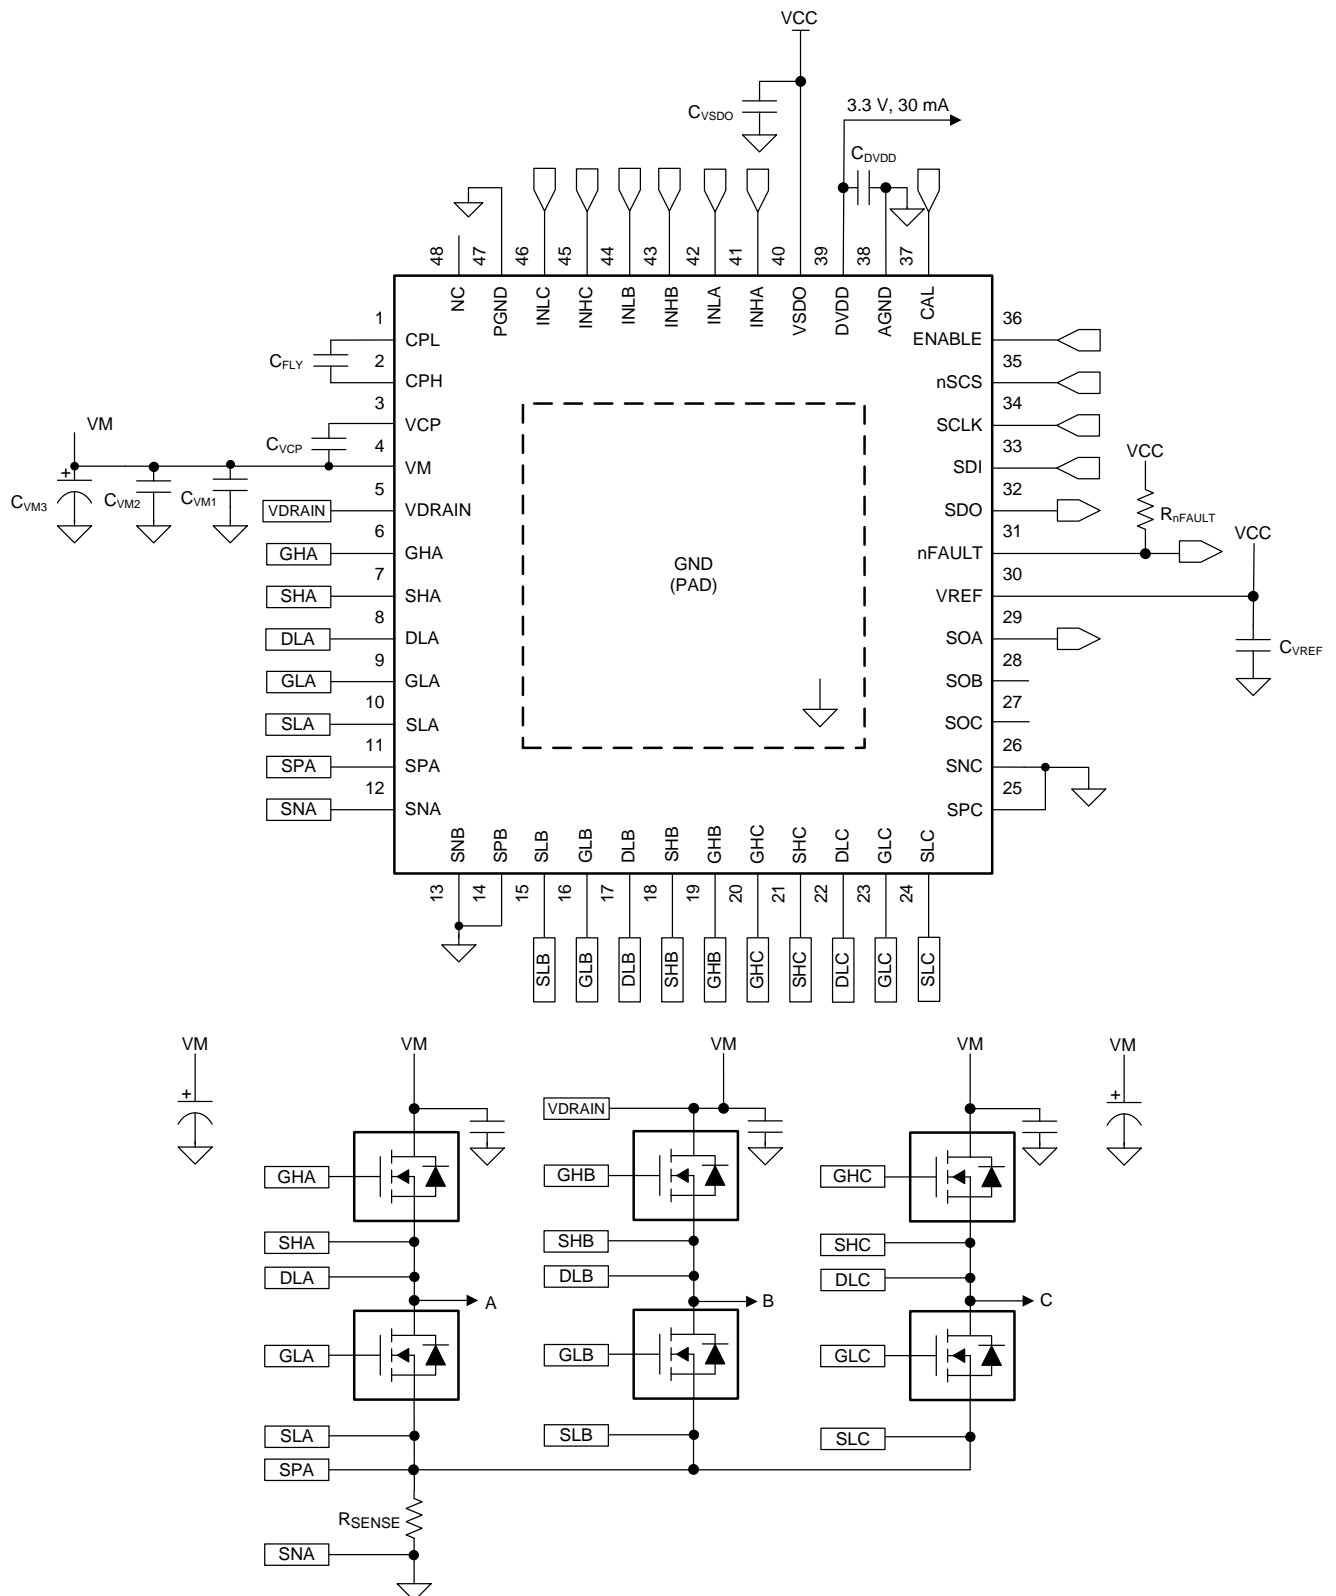 VCC
CVSDO
3.3 V, 30 mA
CDVDD
48
47
46
45
44
43
42
41
40
39
38
37
NC
PGND
INLC
INHC
INLB
INHB
INLA
INHA
VSDO
DVDD
AGND
CAL
1
CPL
CFLY
2
CPH
3
VCP
CVCP
4
VM
VM
CVM3
CVM2
CVM1
5
VDRAIN
VDRAIN
6
GHA
GHA
7
SHA
SHA
8
DLA
DLA
9
GLA
GLA
10
SLA
SLA
11
SPA
SPA
12
SNA
SNA
GND
(PAD)
36
ENABLE
35
nSCS
34
SCLK
33
SDI
32
SDO
VCC
RnFAULT
31
nFAULT
VCC
30
VREF
CVREF
29
SOA
28
SOB
27
SOC
26
SNC
25
SPC
SNB
SPB
SLB
GLB
DLB
SHB
GHB
GHC
SHC
DLC
GLC
SLC
13
14
15
16
17
18
19
20
21
22
23
24
SLB
GLB
DLB
SHB
GHB
GHC
SHC
DLC
GLC
SLC
VM
+
VM
GHA
SHA
DLA
A
GLA
SLA
SPA
RSENSE
SNA
VM
VDRAIN
GHB
SHB
DLB
B
GLB
SLB
VM
GHC
SHC
DLC
C
GLC
SLC
VM
+